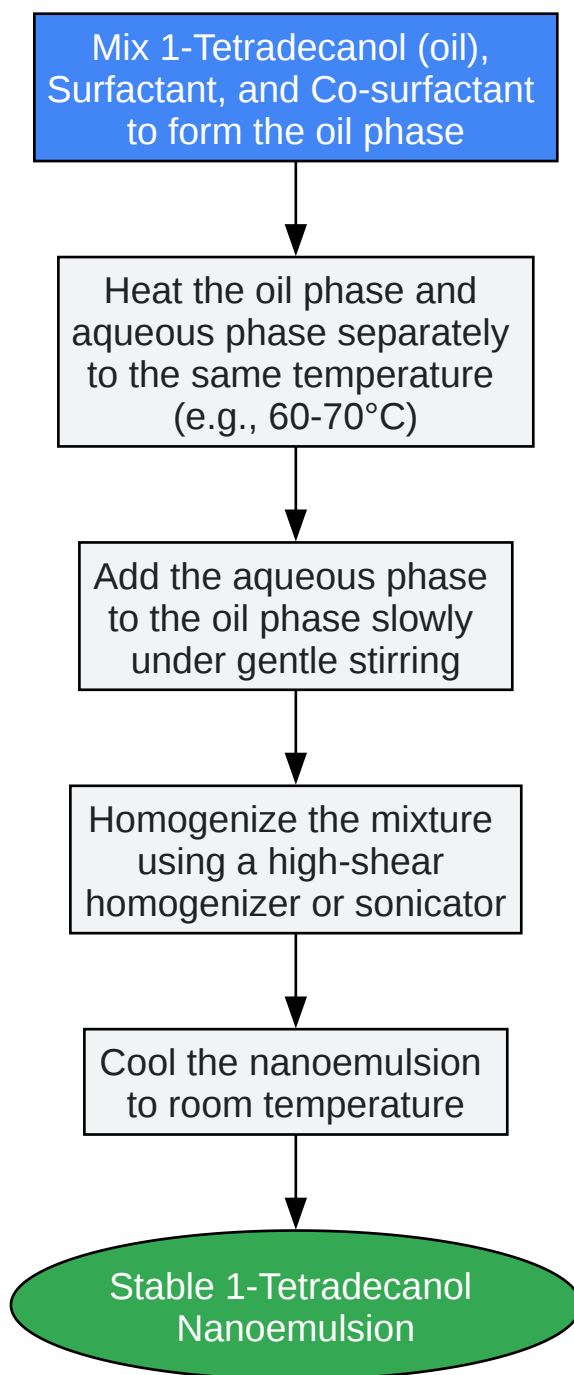 Mix 1-Tetradecanol (oil),
Surfactant, and Co-surfactant
to form the oil phase
Heat the oil phase and
aqueous phase separately
to the same temperature
(e.g., 60-70°C)
Add the aqueous phase
to the oil phase slowly
under gentle stirring
Homogenize the mixture
using a high-shear
homogenizer or sonicator
Cool the nanoemulsion
to room temperature
Stable 1-Tetradecanol
Nanoemulsion